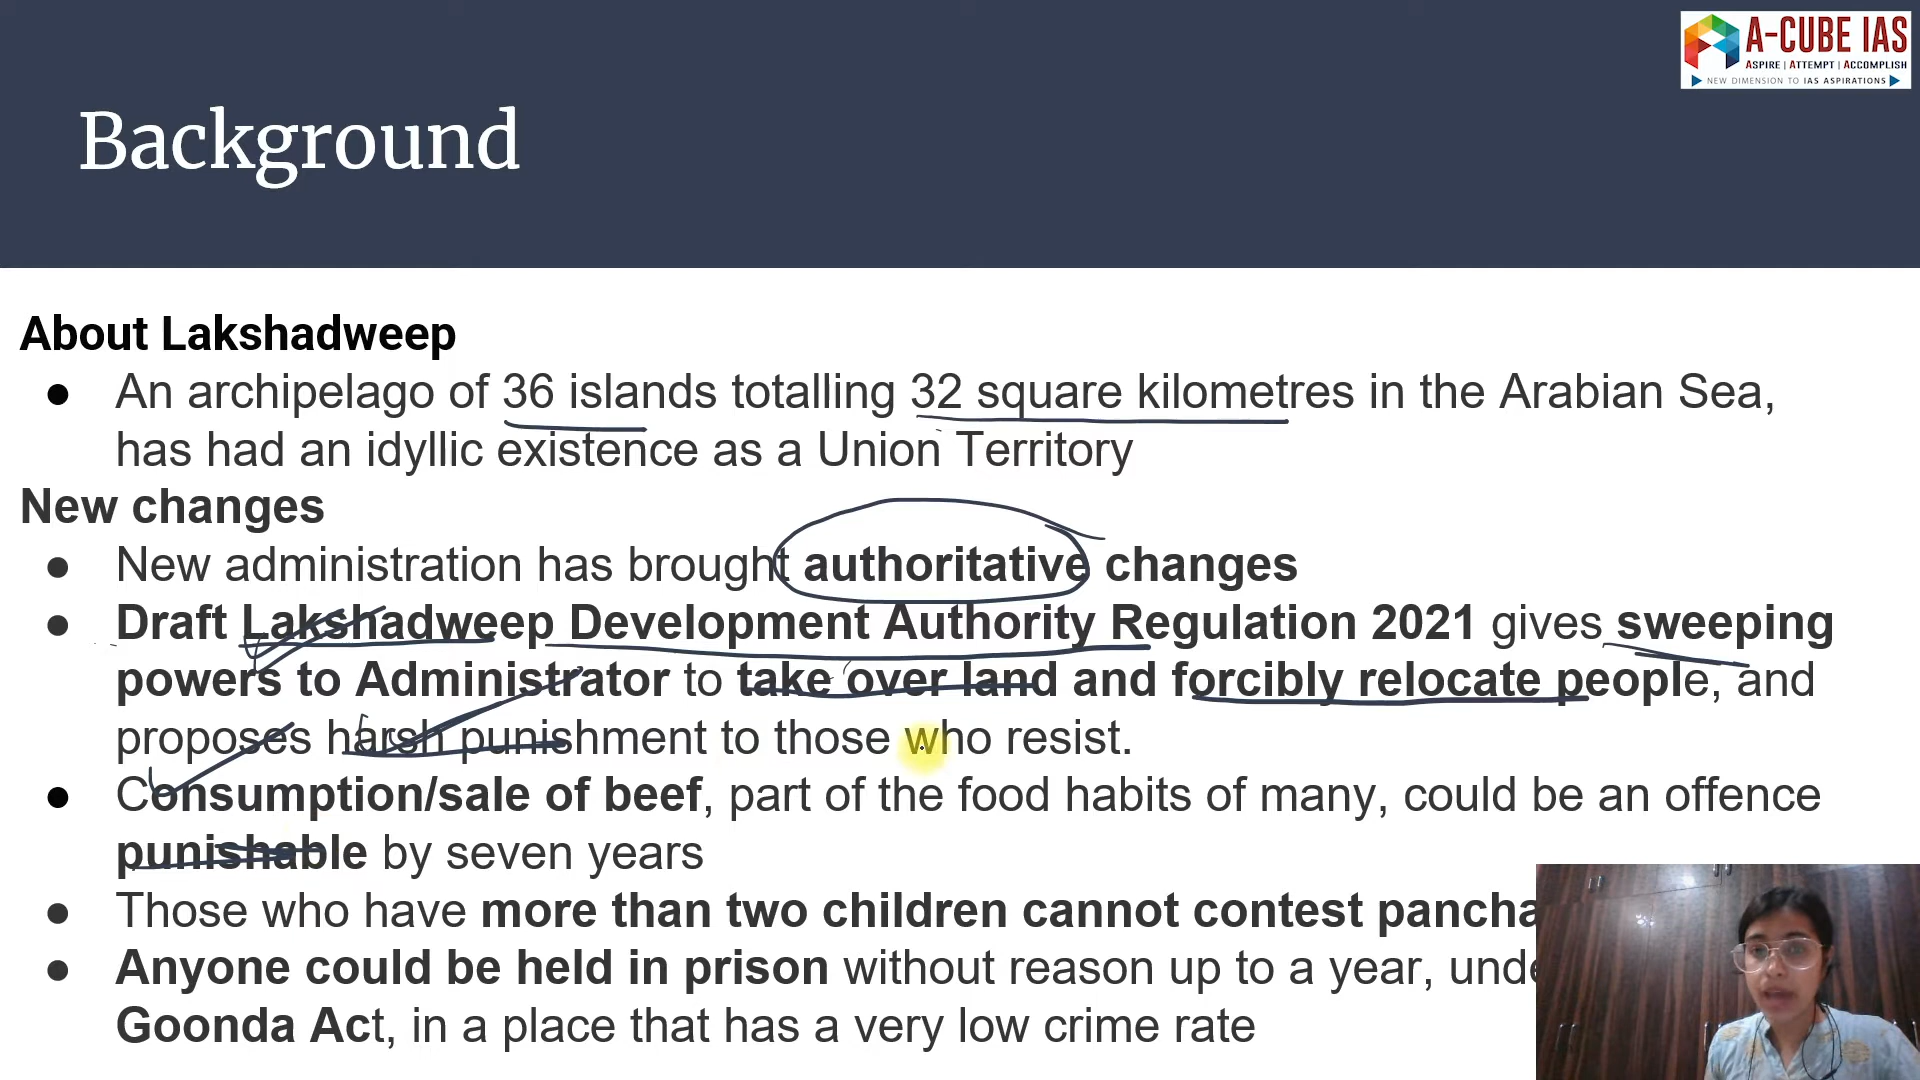 A-CUBE IAS
ASPIRE | ATTEMPT | ACCOMPLISH
NEW DIMENSION TO IAS ASPIRATIONS
Background
About Lakshadweep
● An archipelago of 36 islands totalling 32 square kilometres in the Arabian Sea,
has had an idyllic existence as a Union Territory
New changes
● New administration has brought authoritative changes
● Draft Lakshadweep Development Authority Regulation 2021 gives sweeping
powers to Administrator to take over land and forcibly relocate people, and
proposes harsh punishment to those who resist.
● Consumption/sale of beef, part of the food habits of many, could be an offence
punishable by seven years
● Those who have more than two children cannot contest
● Anyone could be held in prison without reason up to a year,
Goonda Act, in a place that has a very low crime rate